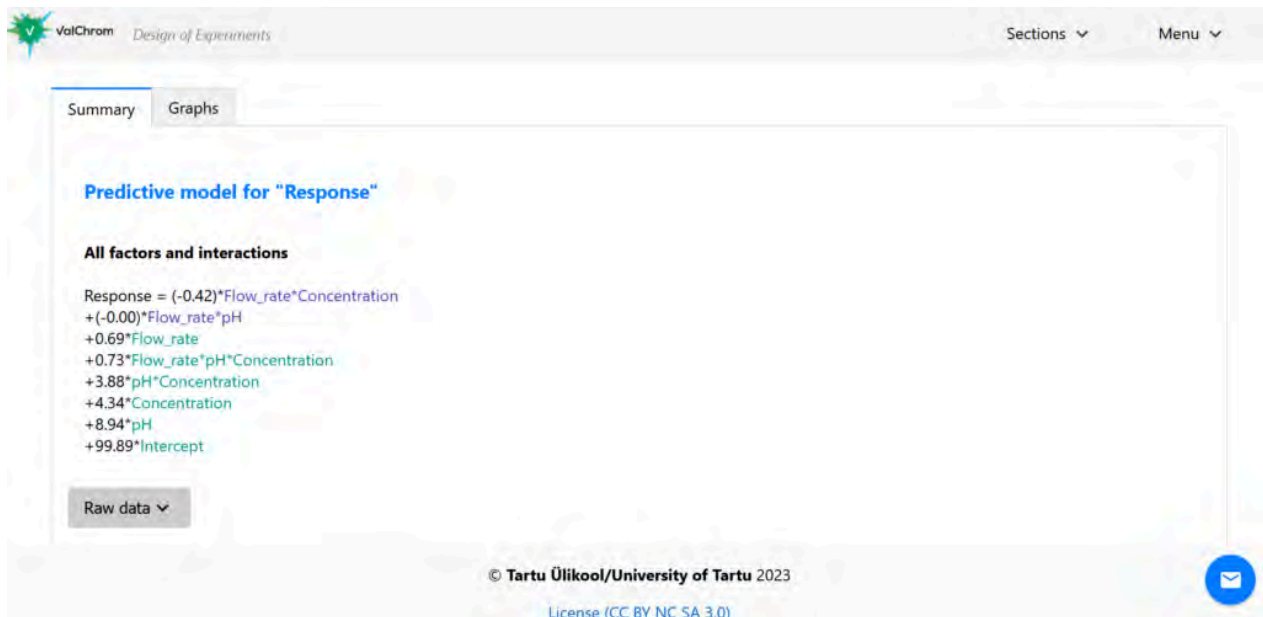 V ValChrom Design of Experiments Sections Menu
Summary Graphs
Predictive model for "Response"
All factors and interactions
Response = (-0.42)*Flow_rate*Concentration
+(-0.00)*Flow_rate*pH
+0.69*Flow_rate
+0.73*Flow_rate*pH*Concentration
+3.88*pH*Concentration
+4.34*Concentration
+8.94*pH
+99.89*Intercept
Raw data
© Tartu Ülikool/University of Tartu 2023
License (CC BY NC SA 3.0)